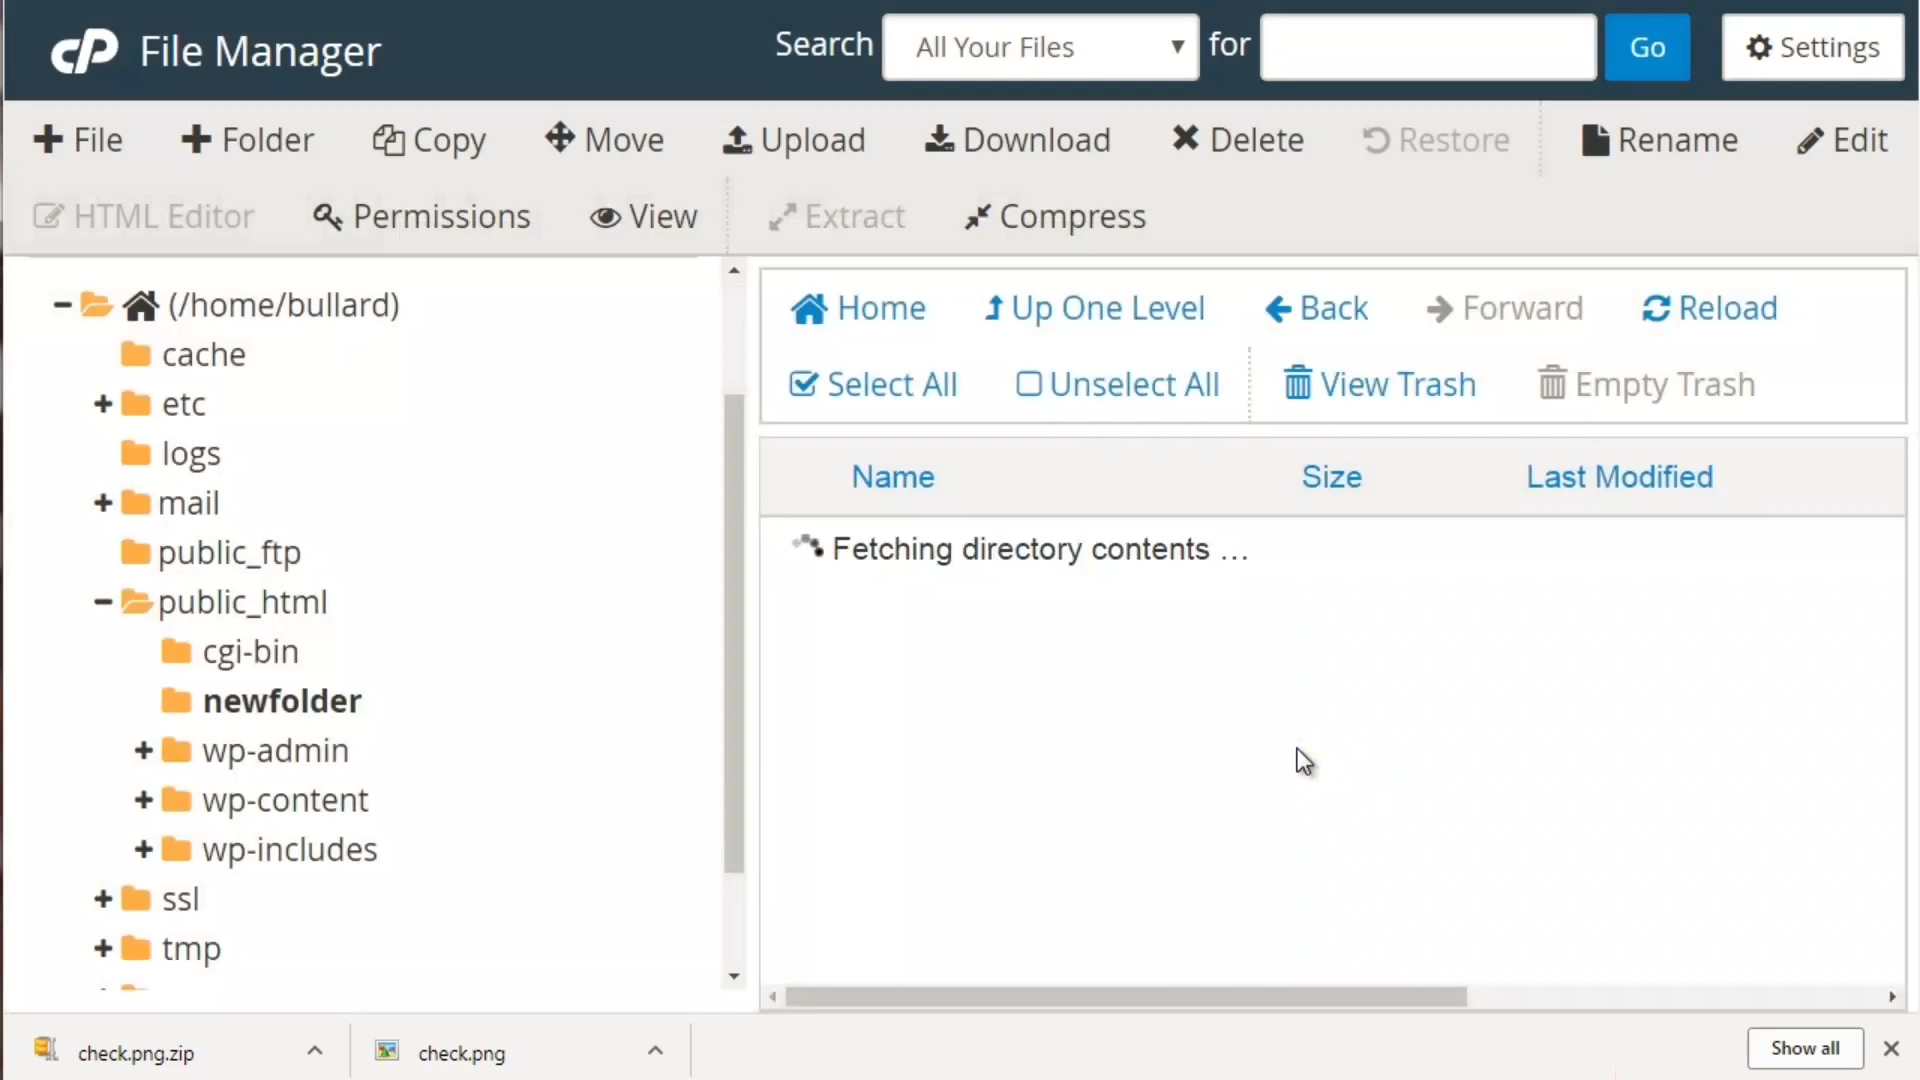 cP File Manager Search All Your Files for Go Settings
File Folder Copy Move Upload Download Delete Restore Rename Edit
HTML Editor Permissions View Extract Compress
(/home/bullard)
cache
etc
logs
mail
public_ftp
public_html
cgi-bin
newfolder
wp-admin
wp-content
wp-includes
ssl
tmp
Home Up One Level Back Forward Reload
Select All Unselect All View Trash Empty Trash
Name Size Last Modified
Fetching directory contents …
check.png.zip check.png Show all